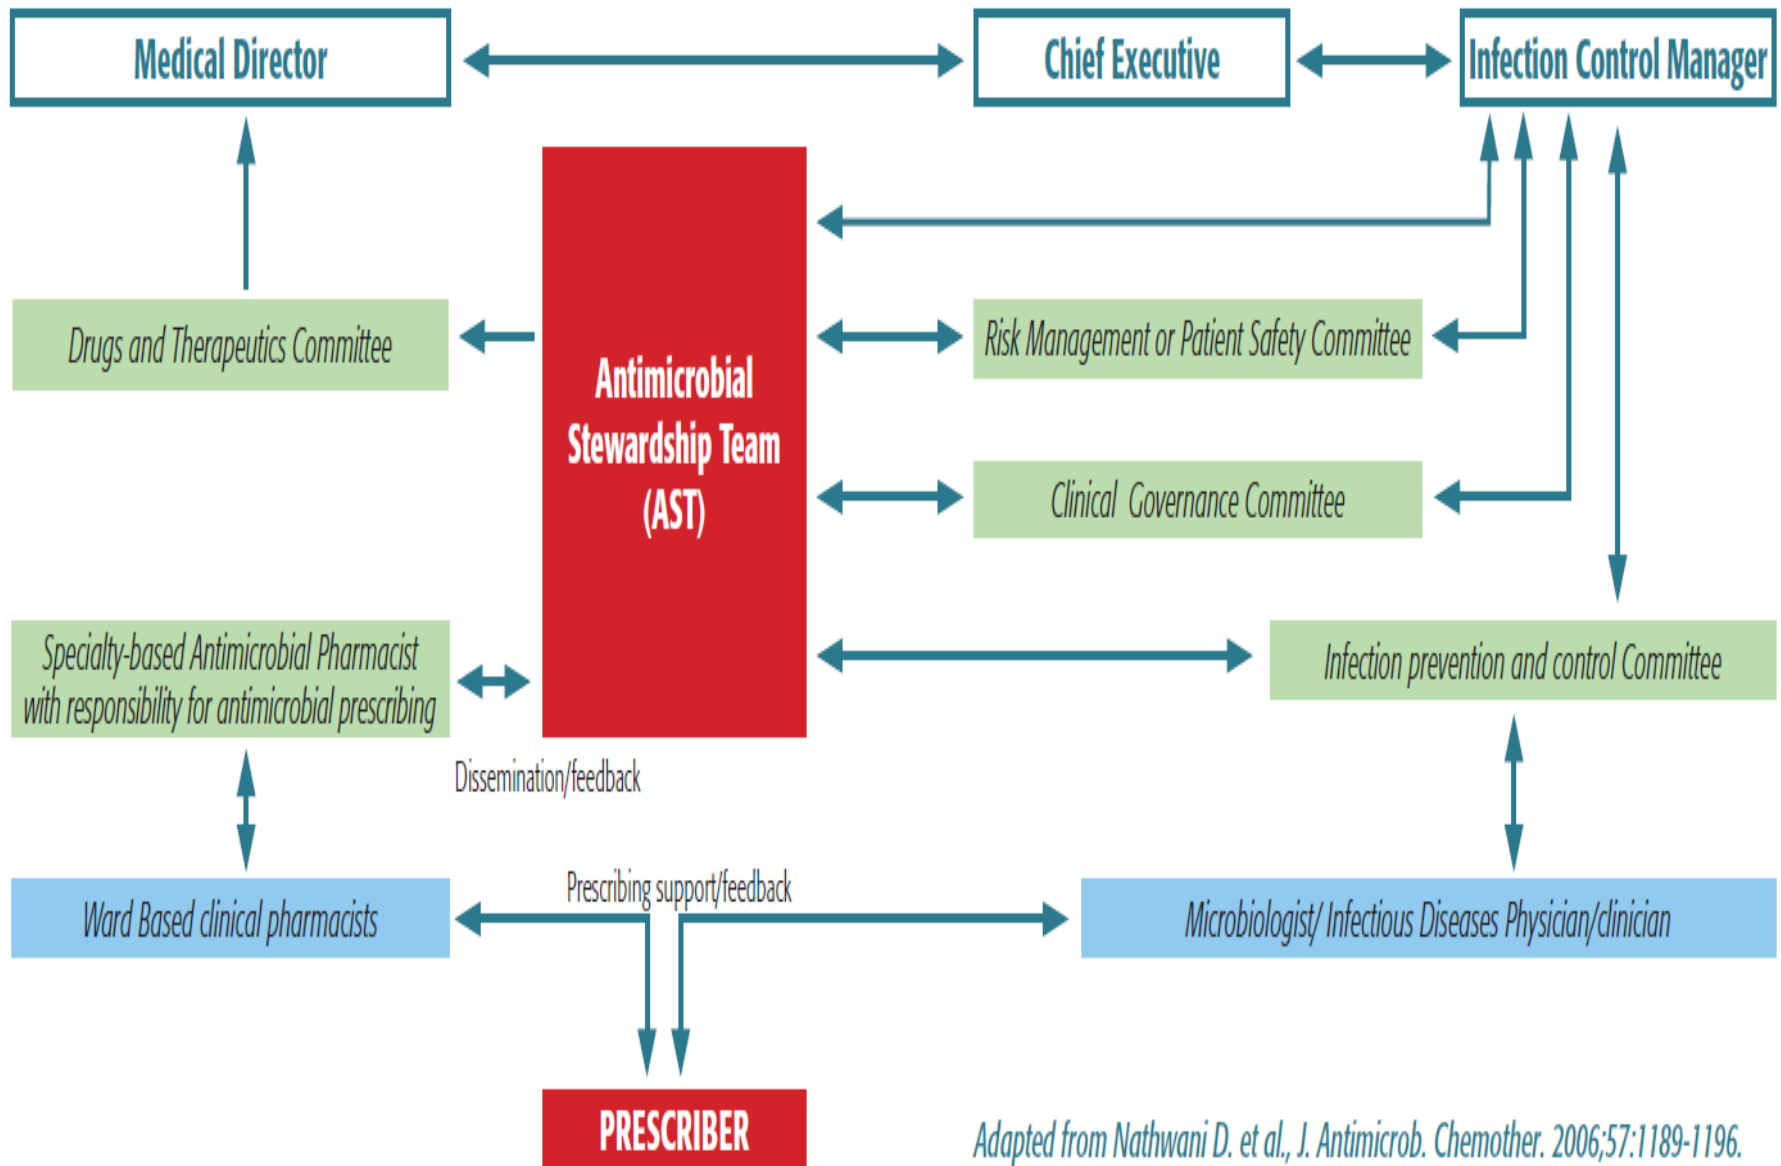 Medical Director
Chief Executive
Infection Control Manager
Drugs and Therapeutics Committee
Antimicrobial
Stewardship Team
(AST)
Risk Management or Patient Safety Committee
Clinical Governance Committee
Specialty-based Antimicrobial Pharmacist
with responsibility for antimicrobial prescribing
Infection prevention and control Committee
Dissemination/feedback
Prescribing support/feedback
Ward Based clinical pharmacists
Microbiologist/ Infectious Diseases Physician/clinician
PRESCRIBER
Adapted from Nathwani D. et al., J. Antimicrob. Chemother. 2006;57:1189-1196.